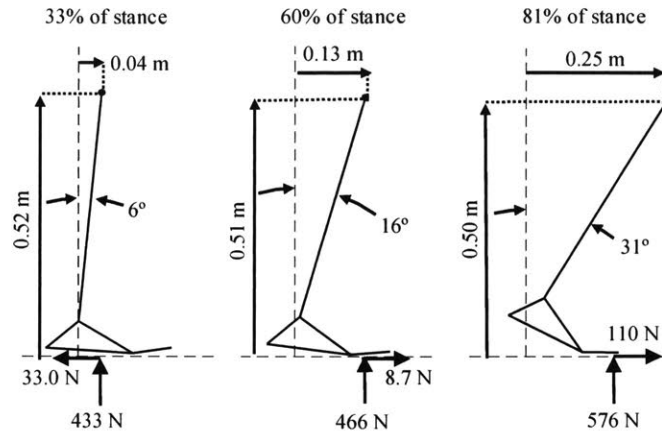 33% of stance
60% of stance
81% of stance
0.04 m
0.13 m
0.25 m
0.52 m
6º
0.51 m
16º
0.50 m
31º
33.0 N
433 N
8.7 N
466 N
110 N
576 N